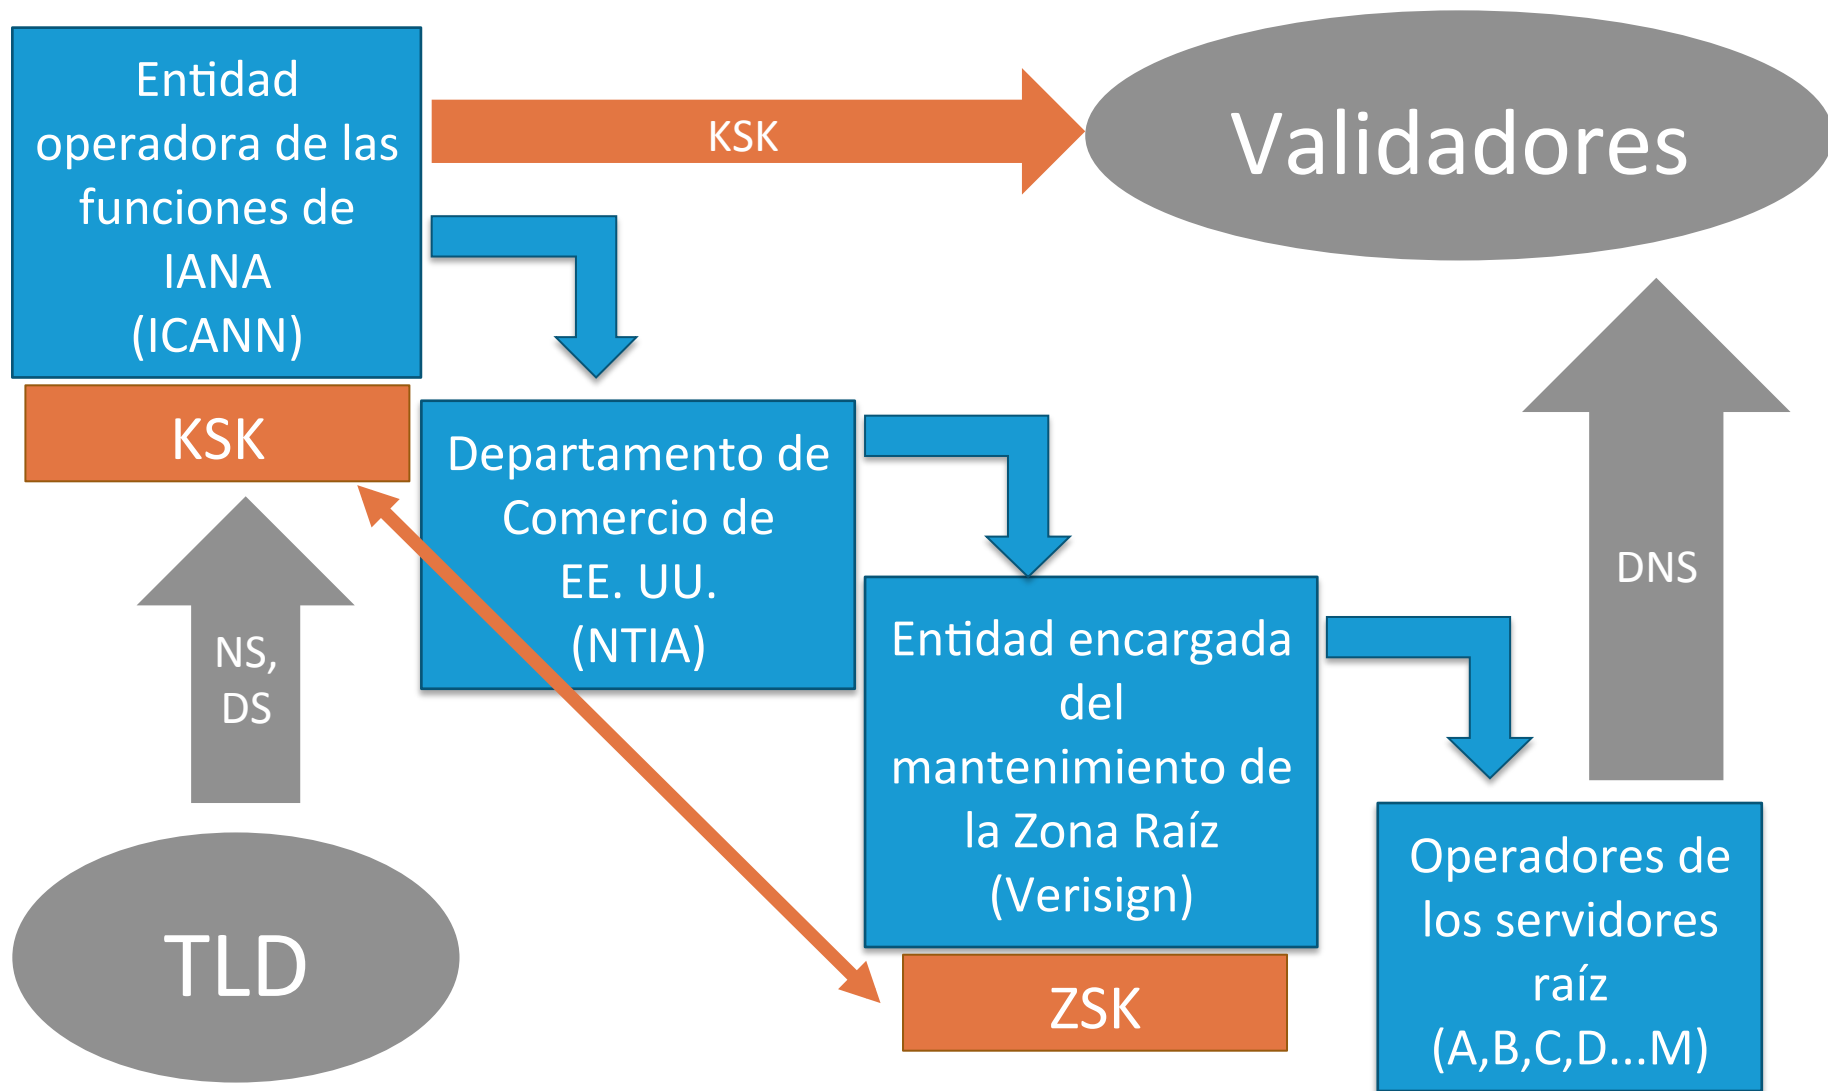 Entidad
operadora de las
funciones de
IANA
(ICANN)
KSK
Validadores
KSK
Departamento de
Comercio de
EE. UU.
(NTIA)
NS,
DS
DNS
Entidad encargada
del
mantenimiento de
la Zona Raíz
(Verisign)
TLD
ZSK
Operadores de
los servidores
raíz
(A,B,C,D...M)